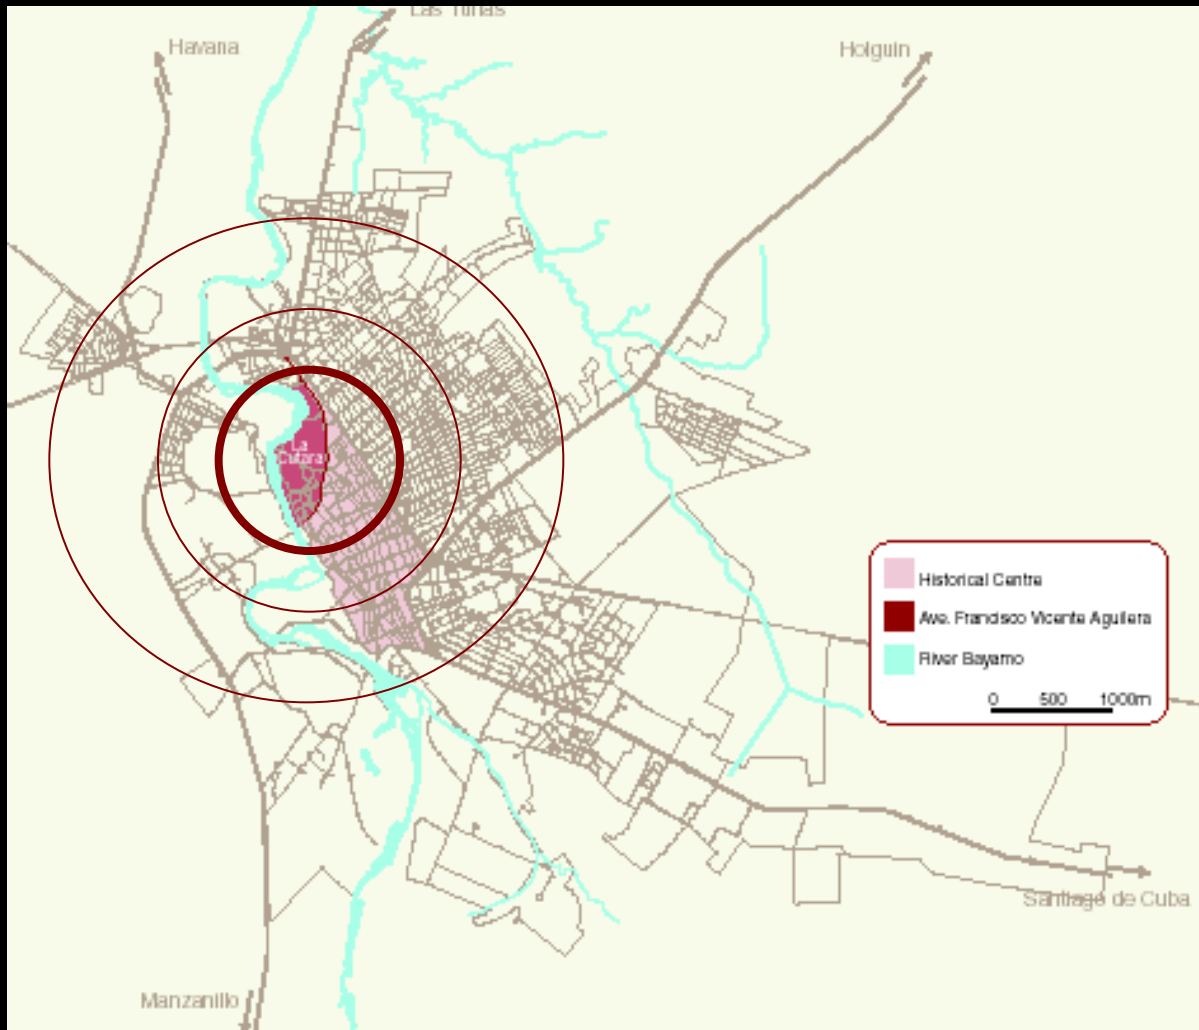 Las Tunas
Havana
Holguin
La
Chitara
Historical Centre
Ave. Francisco Vicente Aguilera
River Bayamo
0 500 1000m
Santiago de Cuba
Manzanillo